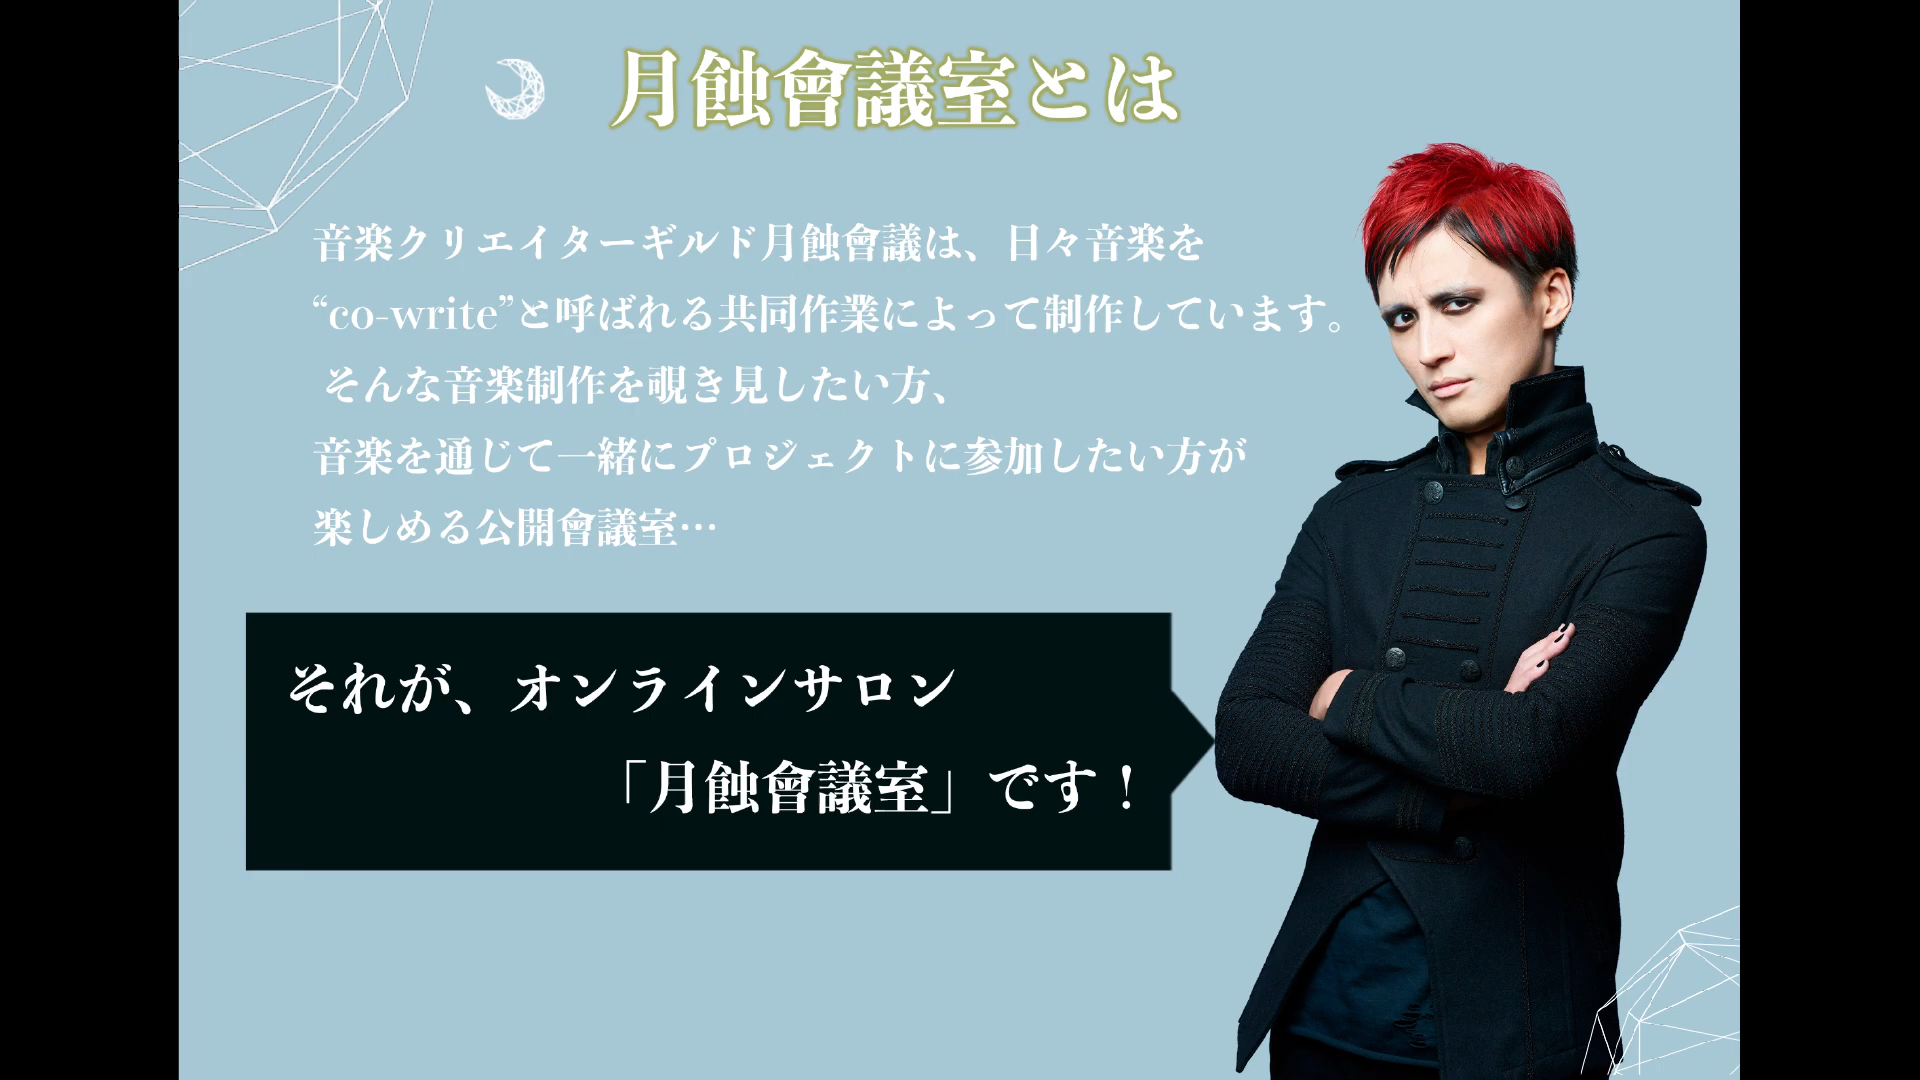 月蝕會議室とは
音楽クリエイターギルド月蝕會議は、日々音楽を
“co-write”と呼ばれる共同作業によって制作しています。
そんな音楽制作を覗き見したい方、
音楽を通じて一緒にプロジェクトに参加したい方が
楽しめる公開會議室…
それが、オンラインサロン
「月蝕會議室」です！